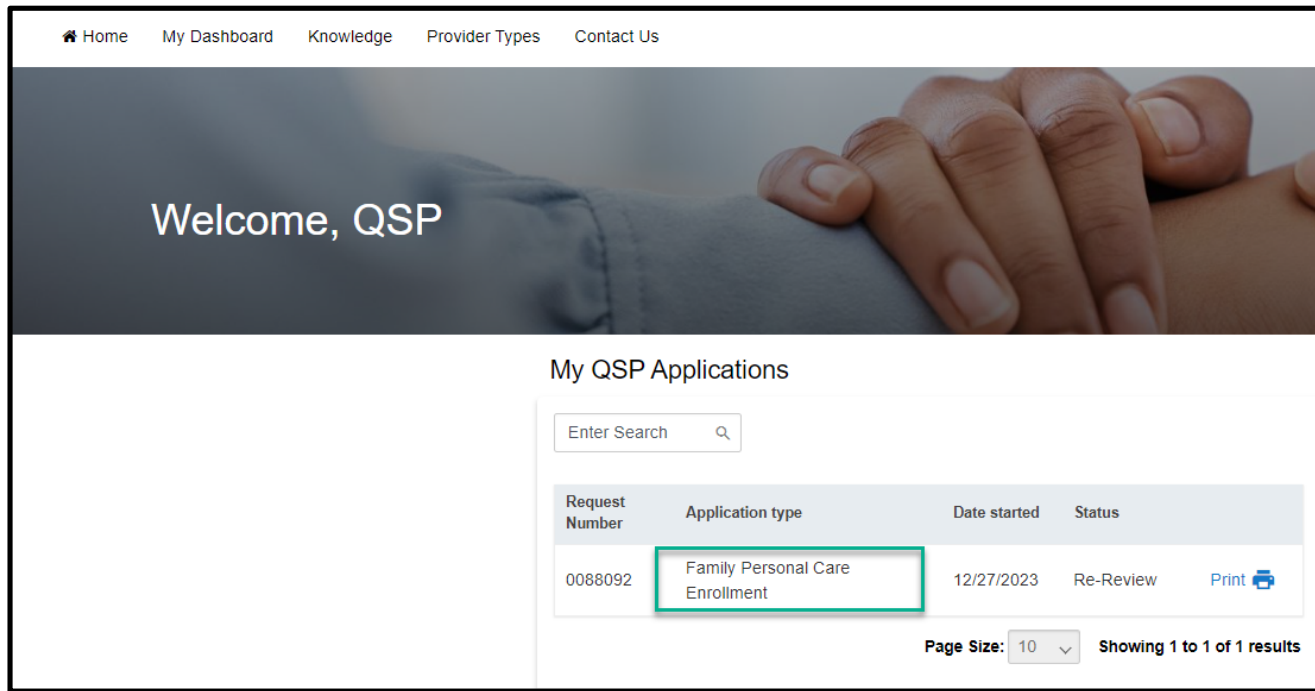 Home My Dashboard Knowledge Provider Types Contact Us
Welcome, QSP
My QSP Applications
Enter Search
Request Number Application type Date started Status
0088092 Family Personal Care Enrollment 12/27/2023 Re-Review Print
Page Size: 10 Showing 1 to 1 of 1 results